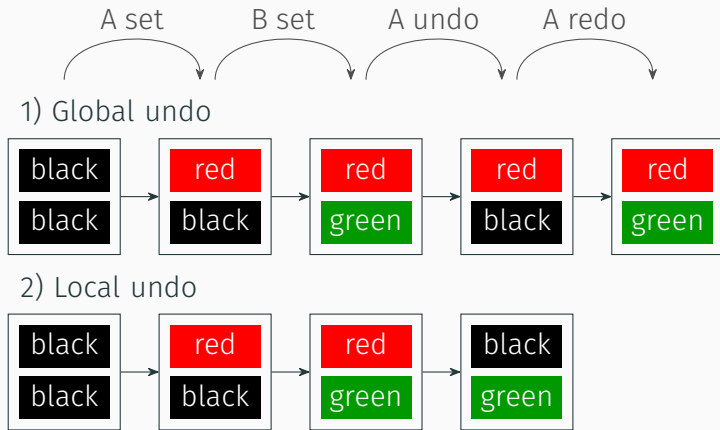 A set B set A undo A redo
1) Global undo
black red red red red
black black green black green
2) Local undo
black red red black
black black green green